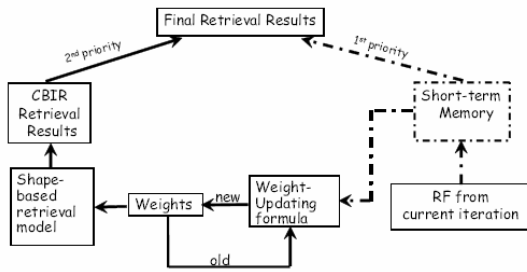 Final Retrieval Results
2nd priority
1st priority
CBIR
Retrieval
Results
Short-term
Memory
Shape-
based
retrieval
model
Weights
new
Weight-
Updating
formula
RF from
current iteration
old